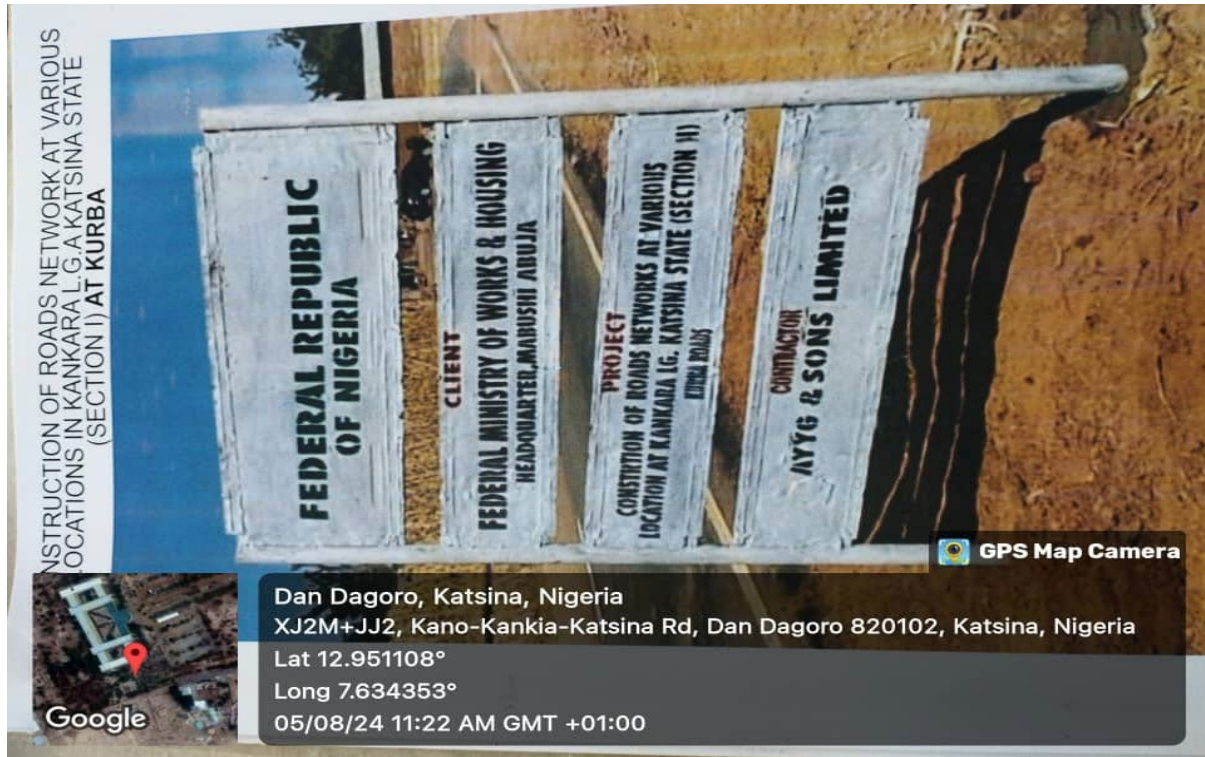 NSTRUCTION OF ROADS NETWORK AT VARIOUS
LOCATIONS IN KANKARA L.G.A KATSINA STATE
(SECTION I) AT KURBA
FEDERAL REPUBLIC
OF NIGERIA
CLIENT
FEDERAL MINISTRY OF WORKS & HOUSING
HEADQUARTER,MABUSHI ABUJA
PROJECT
CONSTIRTION OF ROADS NETWORKS AT VARIOUS
LOCATION AT KANKARA LG. KATSINA STATE (SECTION H)
ROADS
CONTRACTOR
AYYG & SONS LIMITED
GPS Map Camera
Dan Dagoro, Katsina, Nigeria
XJ2M+JJ2, Kano-Kankia-Katsina Rd, Dan Dagoro 820102, Katsina, Nigeria
Lat 12.951108°
Long 7.634353°
05/08/24 11:22 AM GMT +01:00
Google